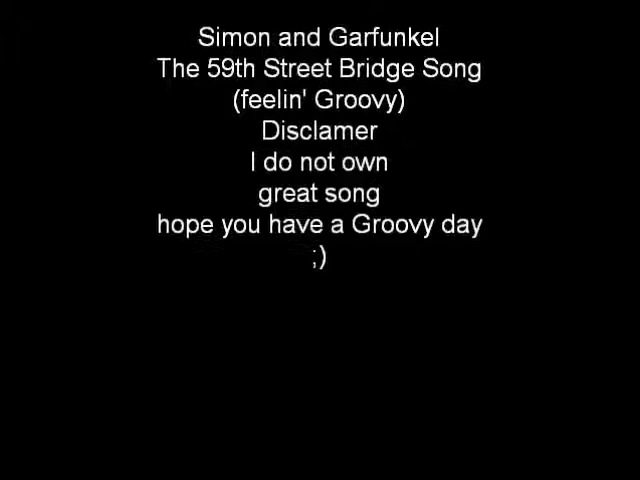 Simon and Garfunkel
The 59th Street Bridge Song
(feelin' Groovy)
Disclamer
I do not own
great song
hope you have a Groovy day
;)